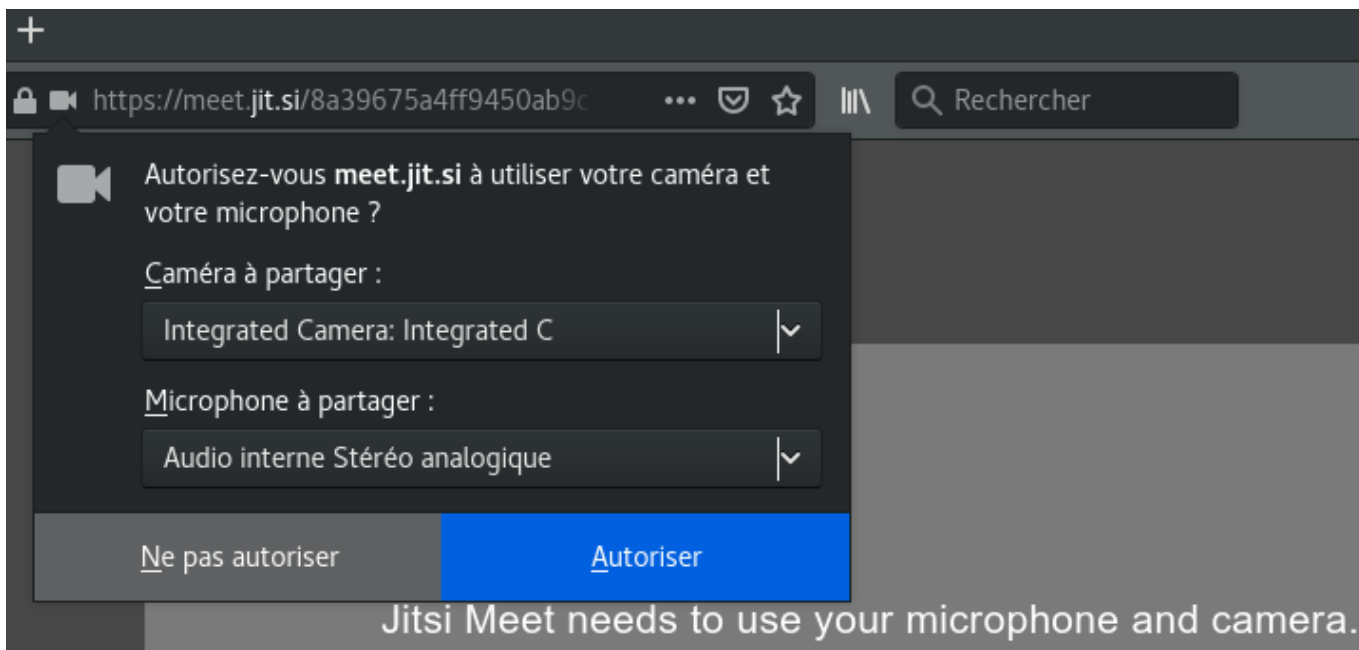 https://meet.jit.si/8a39675a4ff9450ab9c
Rechercher
Autorisez-vous meet.jit.si à utiliser votre caméra et
votre microphone ?
Caméra à partager :
Integrated Camera: Integrated C
Microphone à partager :
Audio interne Stéréo analogique
Ne pas autoriser
Autoriser
Jitsi Meet needs to use your microphone and camera.